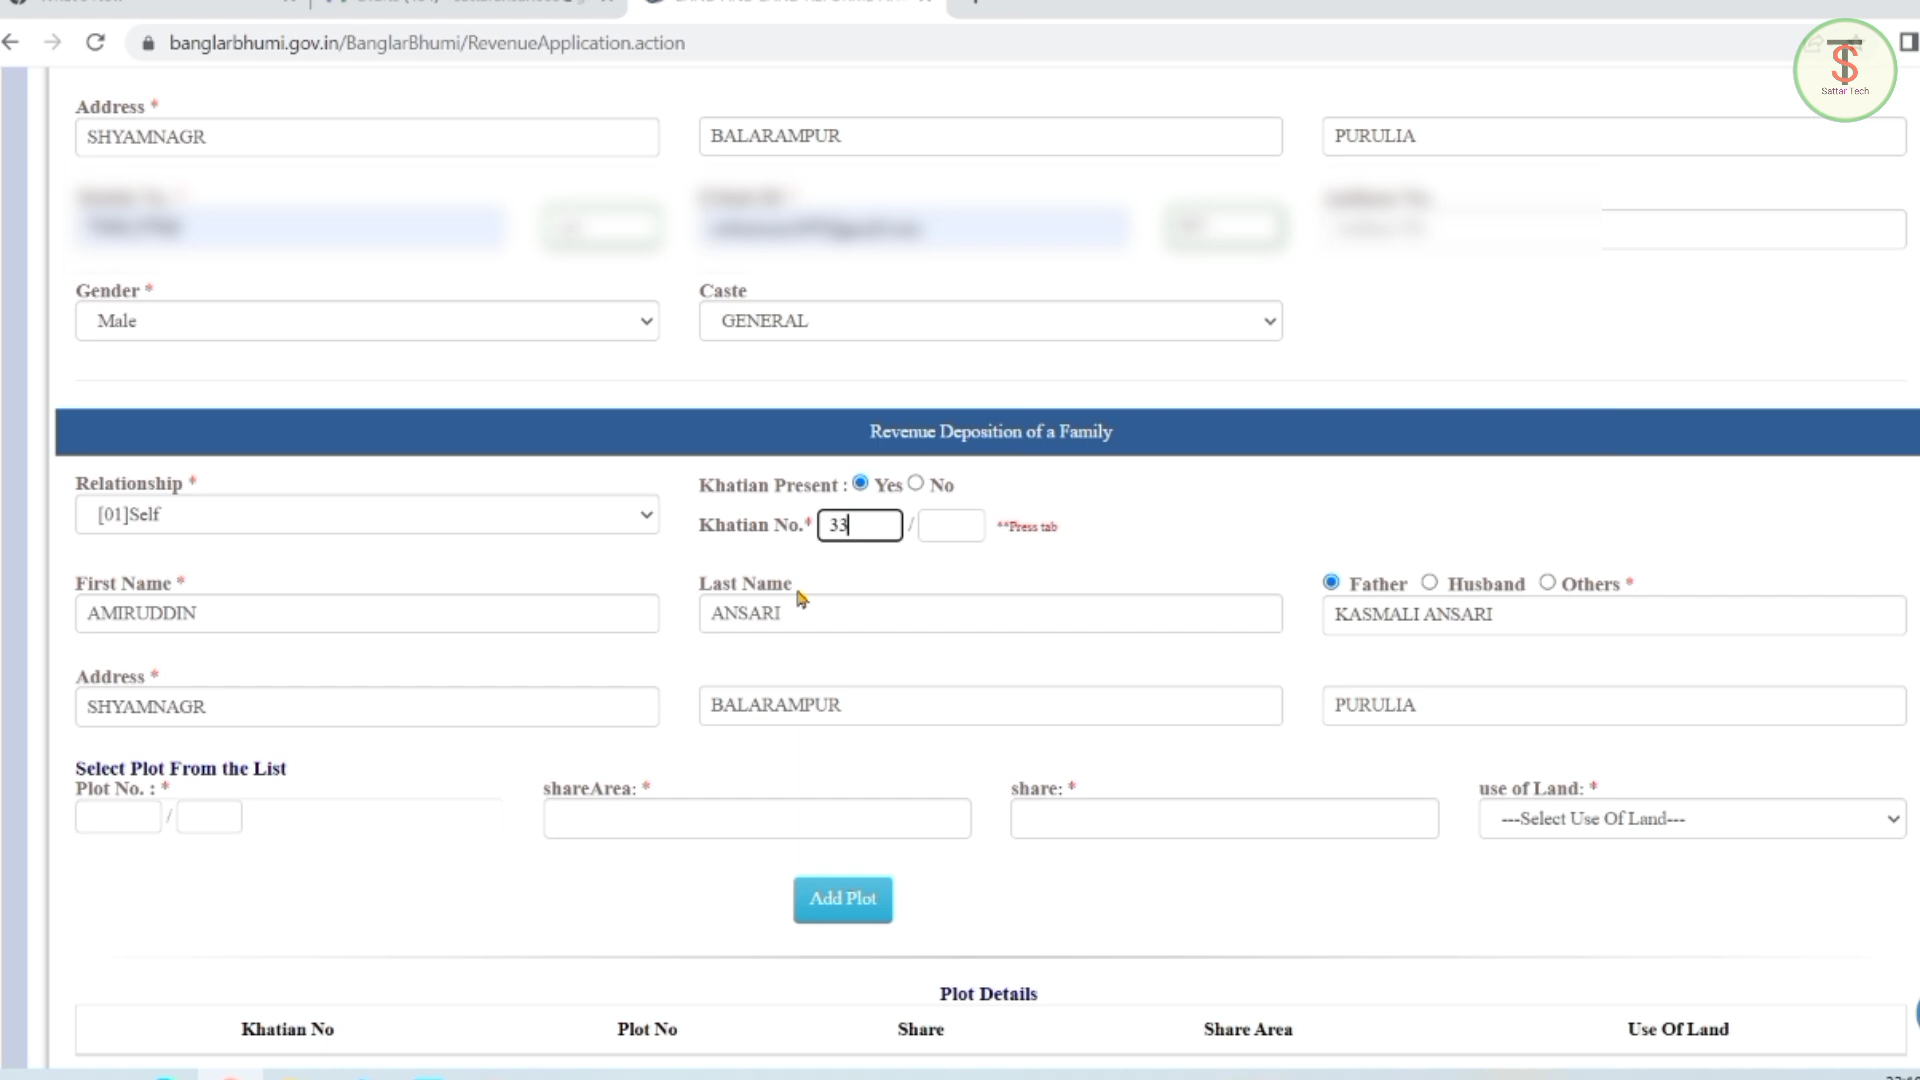 banglarbhumi.gov.in/BanglarBhumi/RevenueApplication.action
Sattar Tech
Address *
SHYAMNAGR BALARAMPUR PURULIA
Gender * Caste
Male GENERAL
Revenue Deposition of a Family
Relationship * Khatian Present : Yes No
[01]Self
Khatian No.* 33 / **Press tab
First Name * Last Name Father Husband Others *
AMIRUDDIN ANSARI KASMALI ANSARI
Address *
SHYAMNAGR BALARAMPUR PURULIA
Select Plot From the List
Plot No. : * shareArea: * share: * use of Land: *
/ ---Select Use Of Land---
Add Plot
Plot Details
Khatian No Plot No Share Share Area Use Of Land